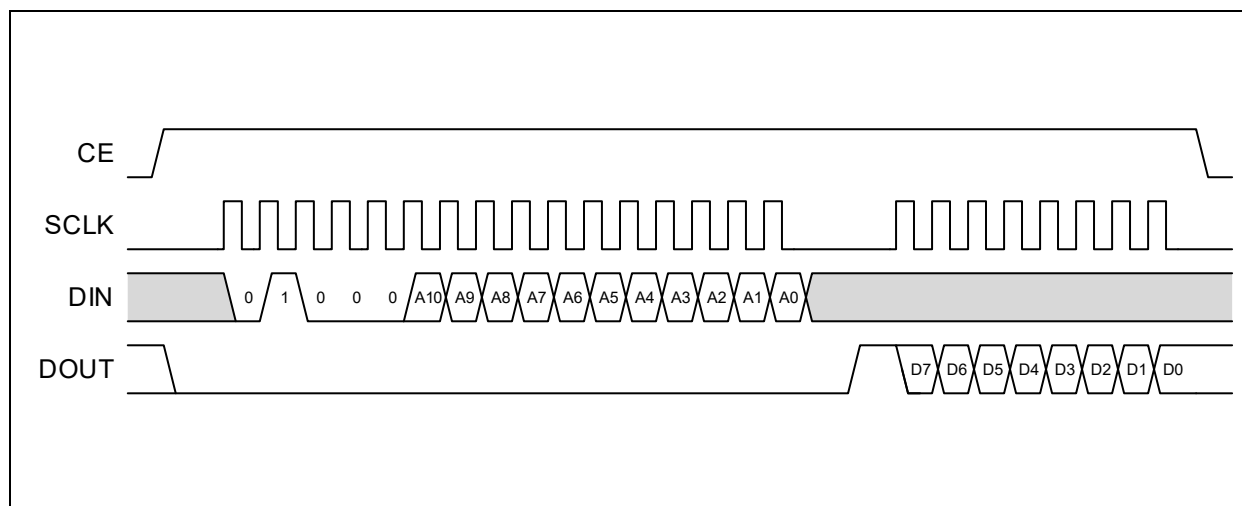 CE
SCLK
DIN 0 1 0 0 0 A10 A9 A8 A7 A6 A5 A4 A3 A2 A1 A0
DOUT D7 D6 D5 D4 D3 D2 D1 D0